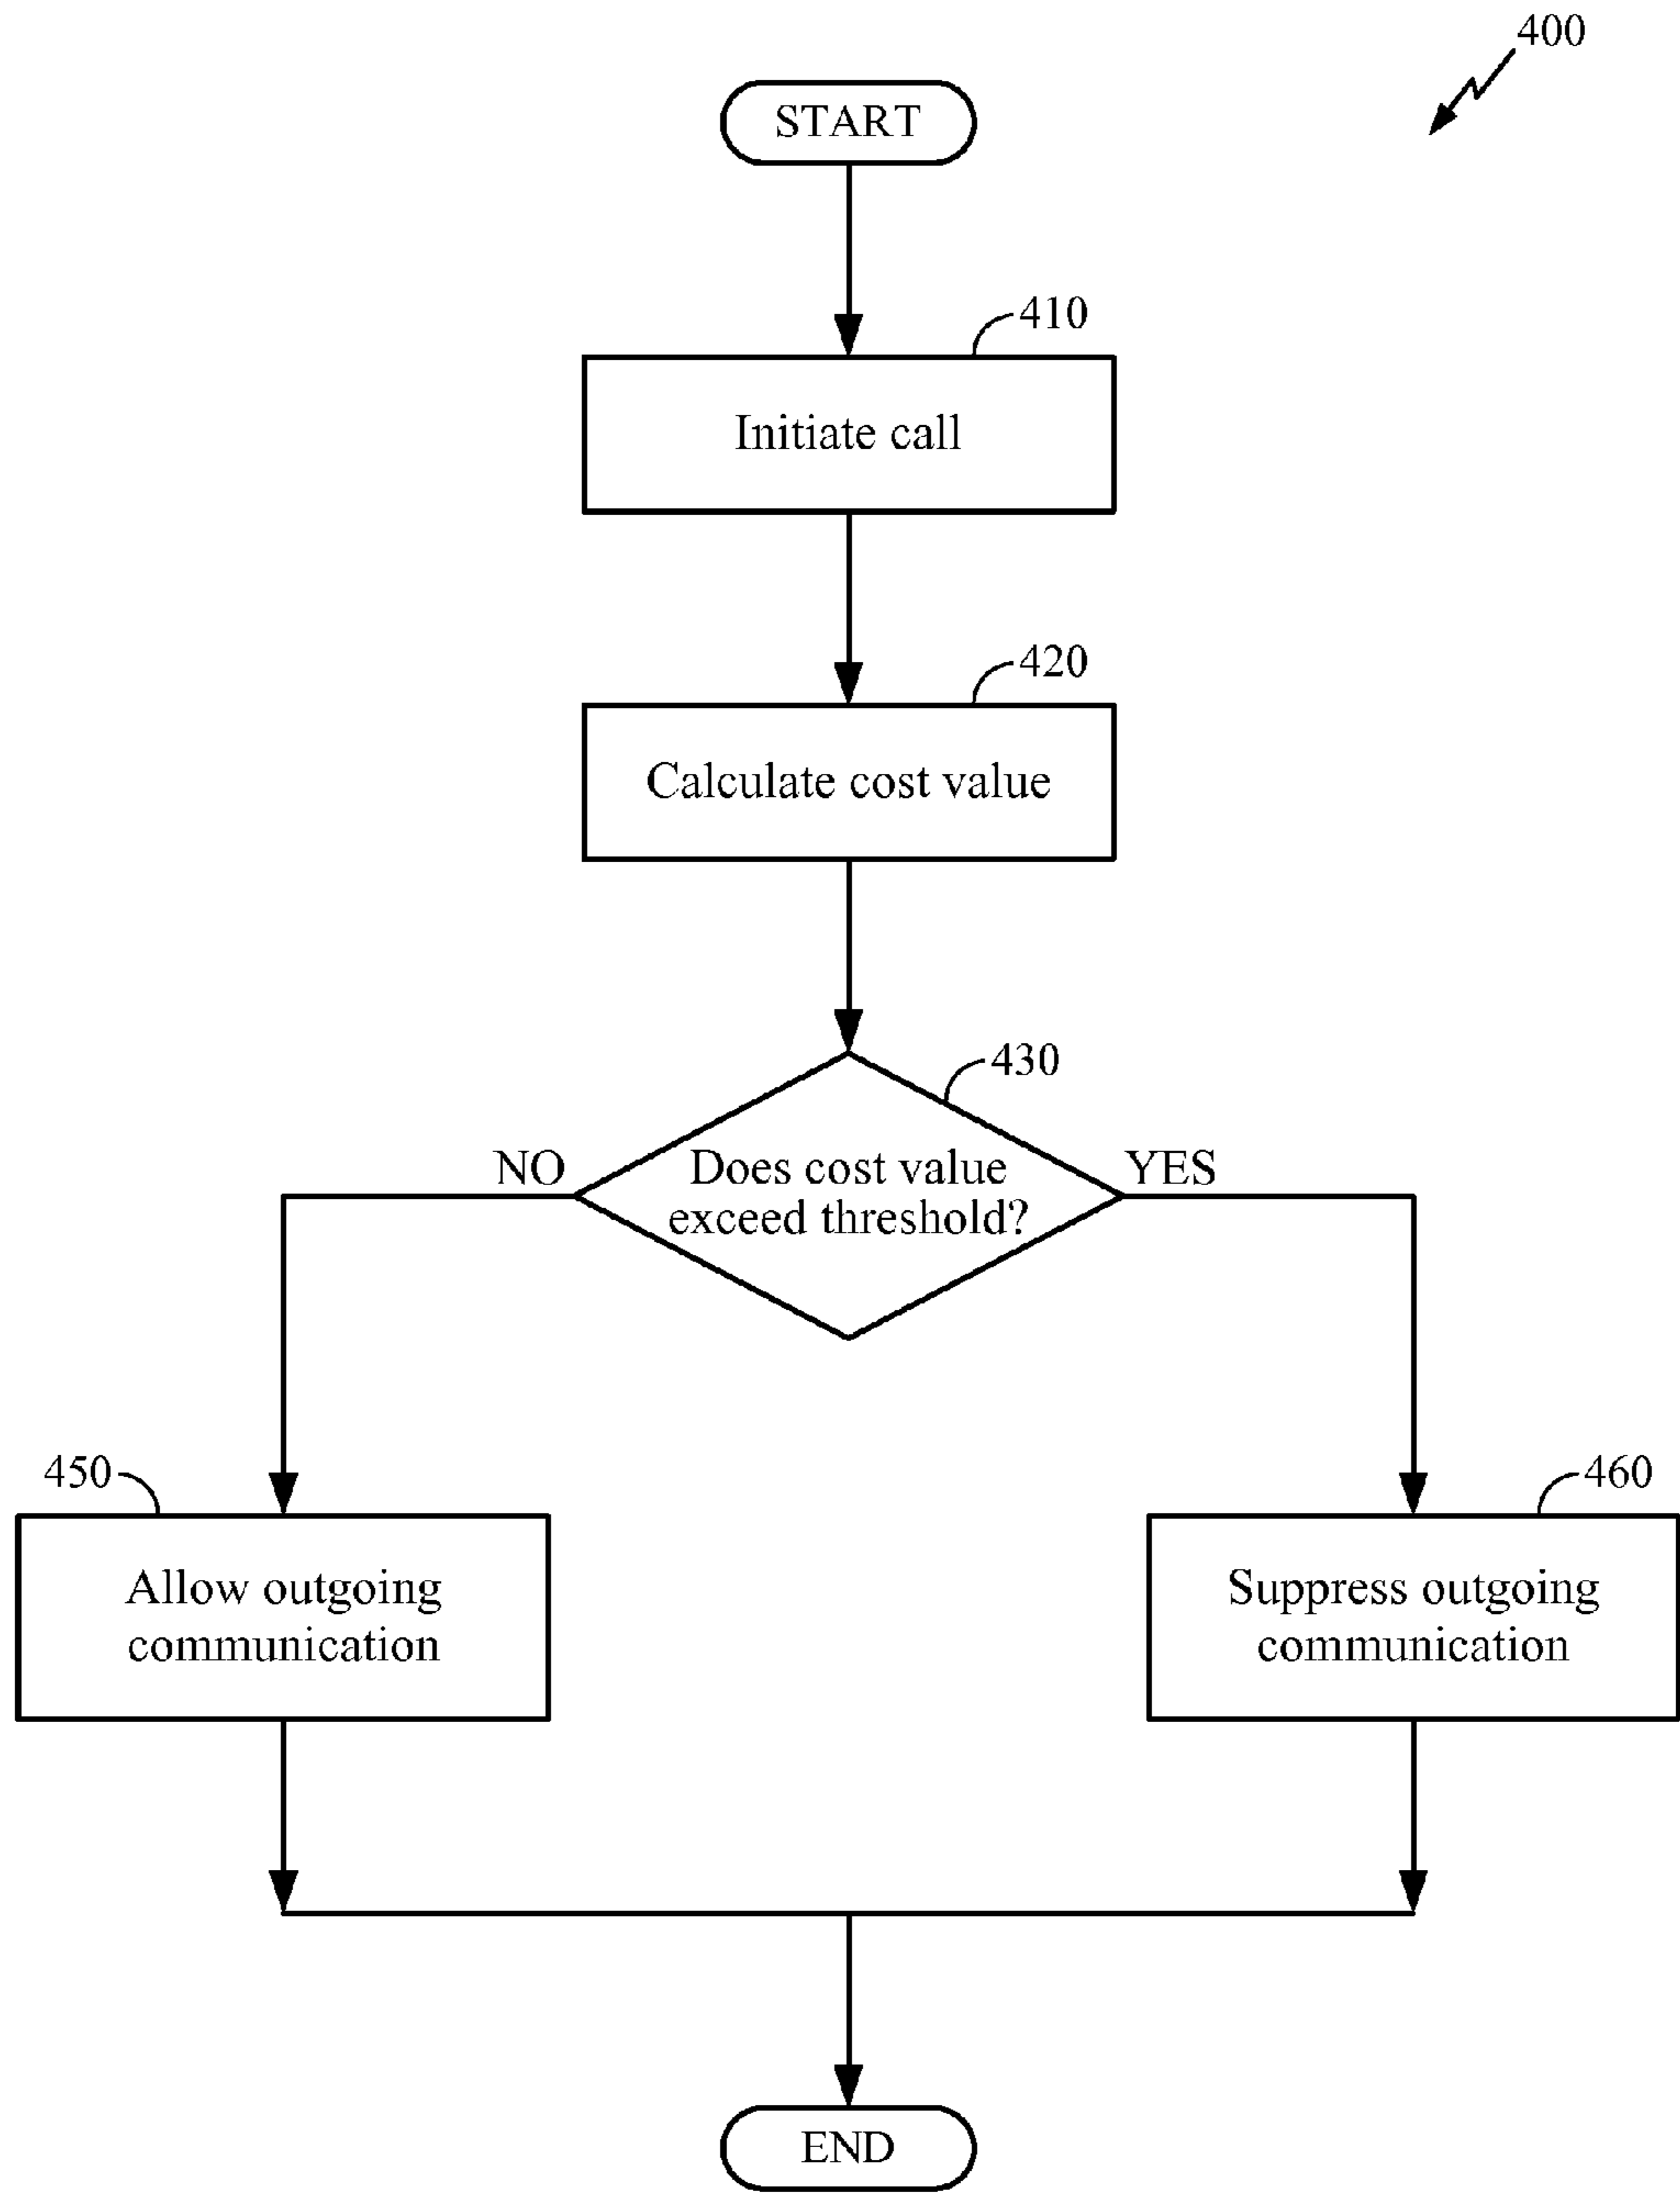 400
START
410
Initiate call
420
Calculate cost value
430
NO
Does cost value
exceed threshold?
YES
450
Allow outgoing
communication
460
Suppress outgoing
communication
END